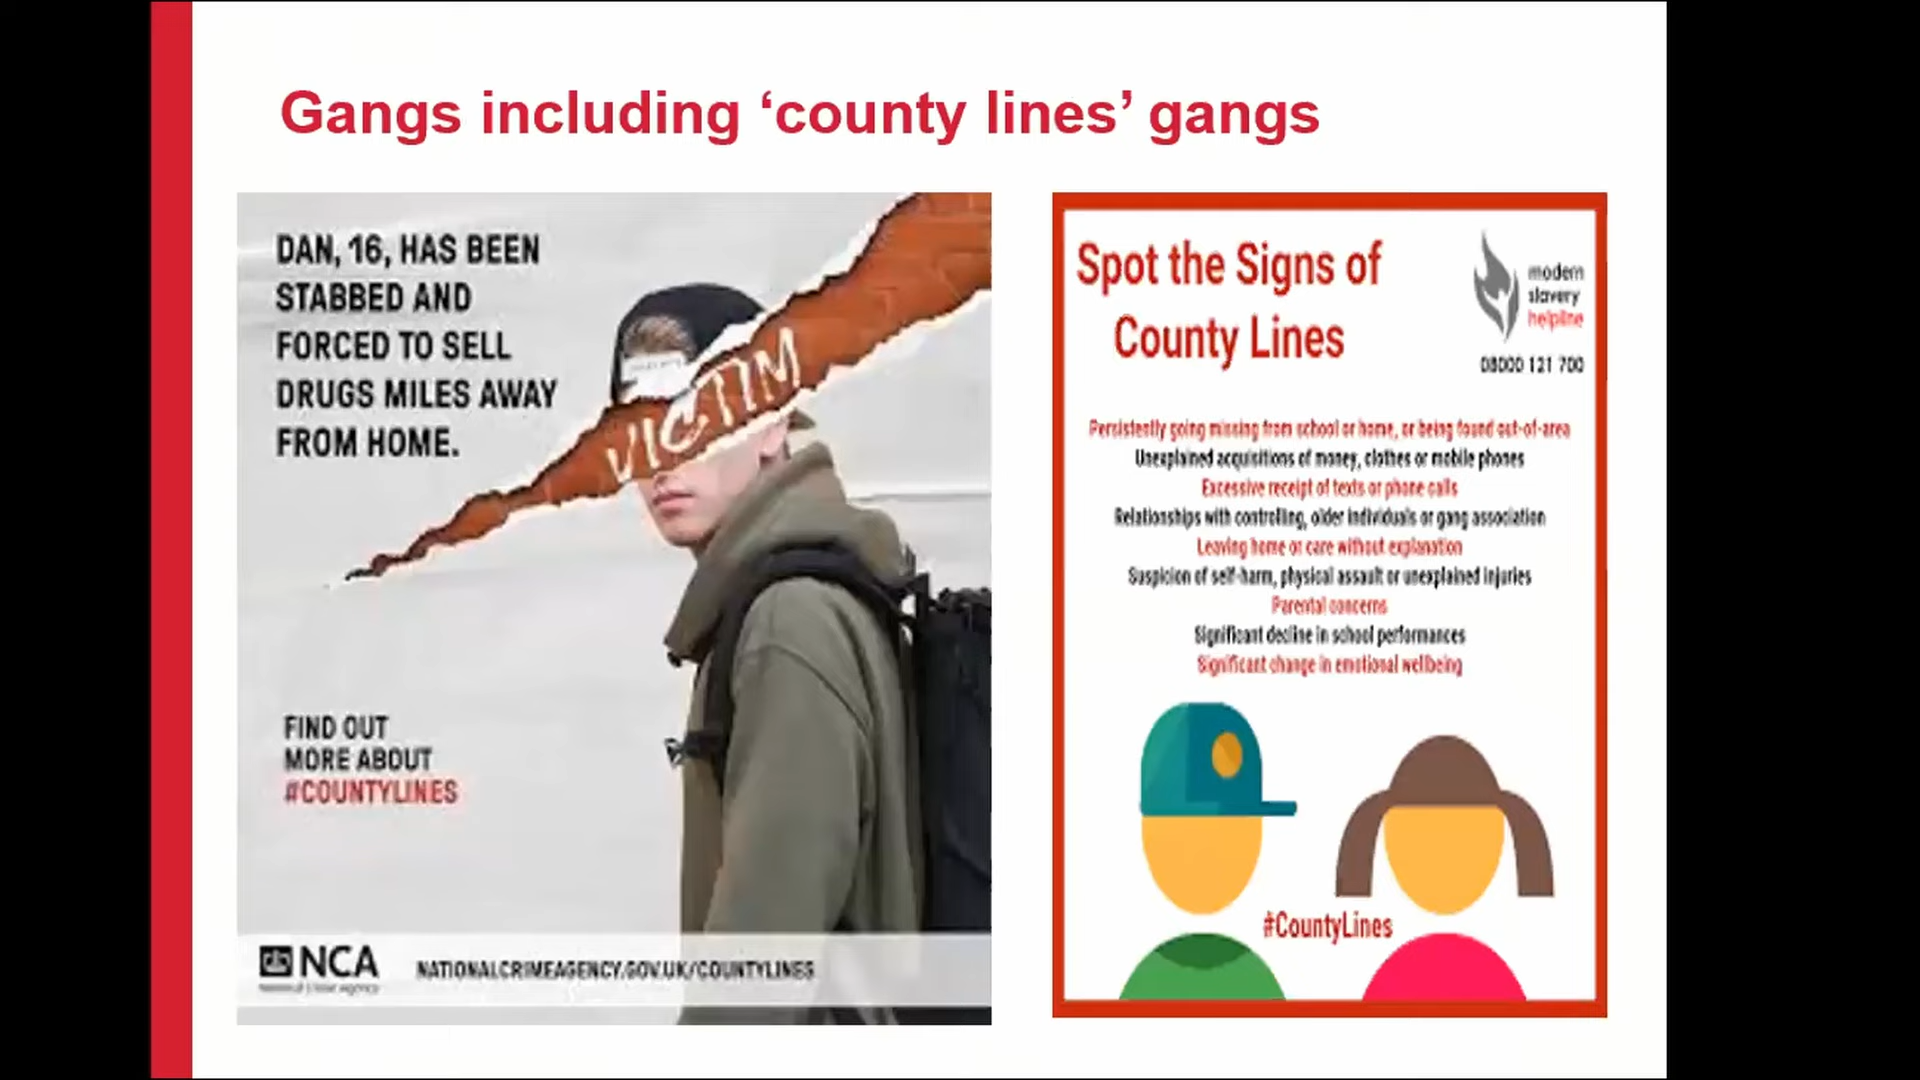 Gangs including ‘county lines’ gangs
DAN, 16, HAS BEEN
STABBED AND
FORCED TO SELL
DRUGS MILES AWAY
FROM HOME.
VICTIM
FIND OUT
MORE ABOUT
#COUNTYLINES
NCA
National Crime Agency
NATIONALCRIMEAGENCY.GOV.UK/COUNTYLINES
Spot the Signs of
County Lines
modern
slavery
helpline
08000 121 700
Persistently going missing from school or home, or being found out-of-area
Unexplained acquisitions of money, clothes or mobile phones
Excessive receipt of texts or phone calls
Relationships with controlling, older individuals or gang association
Leaving home or care without explanation
Suspicion of self-harm, physical assault or unexplained injuries
Parental concerns
Significant decline in school performances
Significant change in emotional wellbeing
#CountyLines